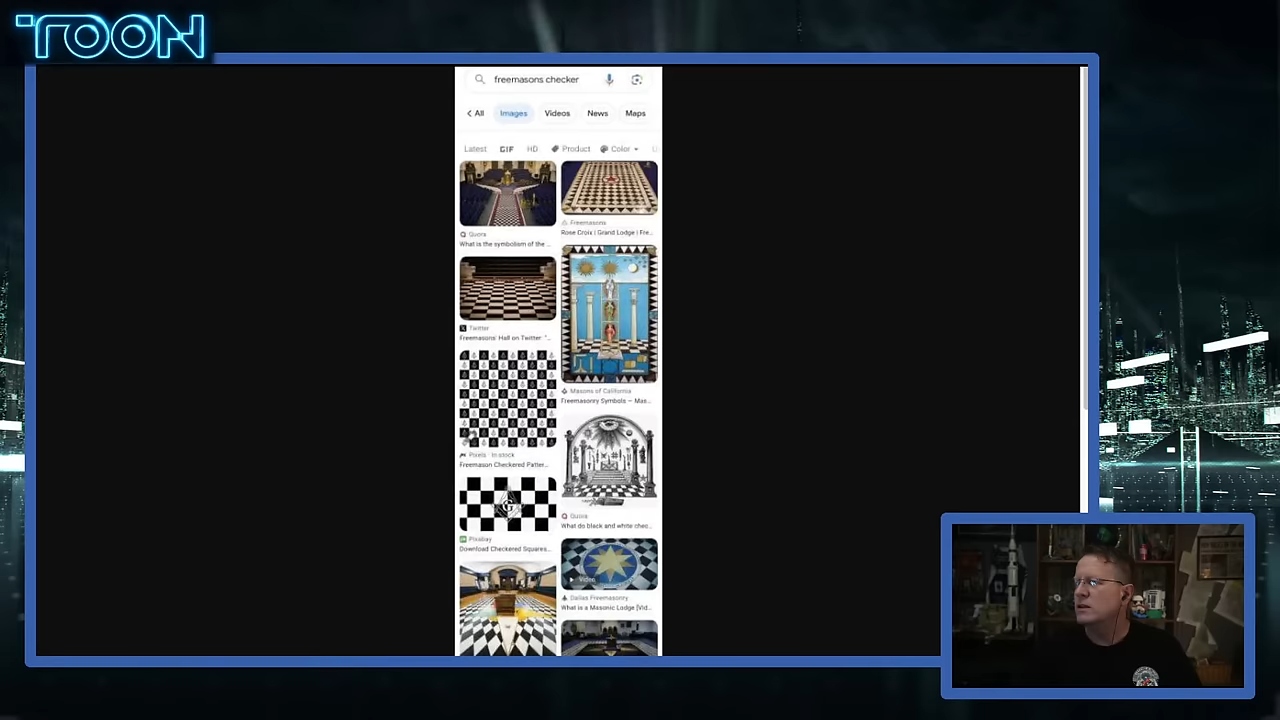 TOON
freemasons checker
All Images Videos News Maps
Latest GIF HD Product Color
Quora
What is the symbolism of the ...
Freemasons
Rose Croix | Grand Lodge | Fre...
Twitter
Freemasons' Hall on Twitter: "...
Masons of California
Freemasonry Symbols — Mas...
Pixels · In stock
Freemason Checkered Patter...
Quora
What do black and white chec...
G
Pixabay
Download Checkered Squares...
Video
Dallas Freemasonry
What is a Masonic Lodge [Vid...